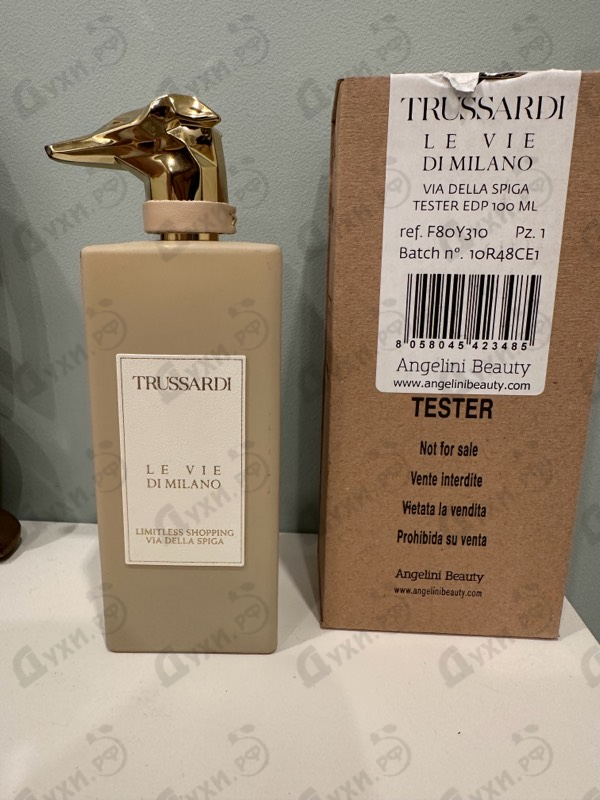 TRUSSARDI
LE VIE
DI MILANO
LIMITLESS SHOPPING
VIA DELLA SPIGA
TRUSSARDI
LE VIE
DI MILANO
VIA DELLA SPIGA
TESTER EDP 100 ML
ref. F80Y310 Pz. 1
Batch n°. 10R48CE1
8 058045 423485
Angelini Beauty
www.angelinibeauty.com
TESTER
Not for sale
Vente interdite
Vietata la vendita
Prohibida su venta
Angelini Beauty
www.angelinibeauty.com
Духи.рф